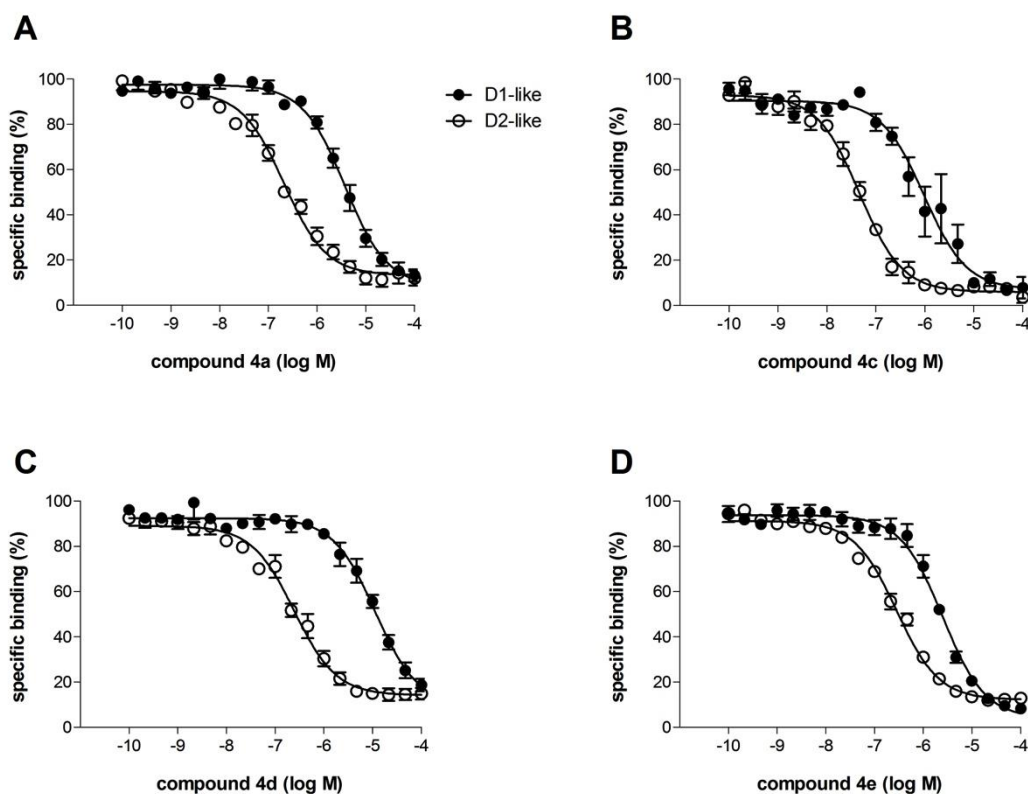 A
B
100
80
60
40
20
0
specific binding (%)
-10 -9 -8 -7 -6 -5 -4
compound 4a (log M)
D1-like
D2-like
100
80
60
40
20
0
specific binding (%)
-10 -9 -8 -7 -6 -5 -4
compound 4c (log M)
C
D
100
80
60
40
20
0
specific binding (%)
-10 -9 -8 -7 -6 -5 -4
compound 4d (log M)
100
80
60
40
20
0
specific binding (%)
-10 -9 -8 -7 -6 -5 -4
compound 4e (log M)